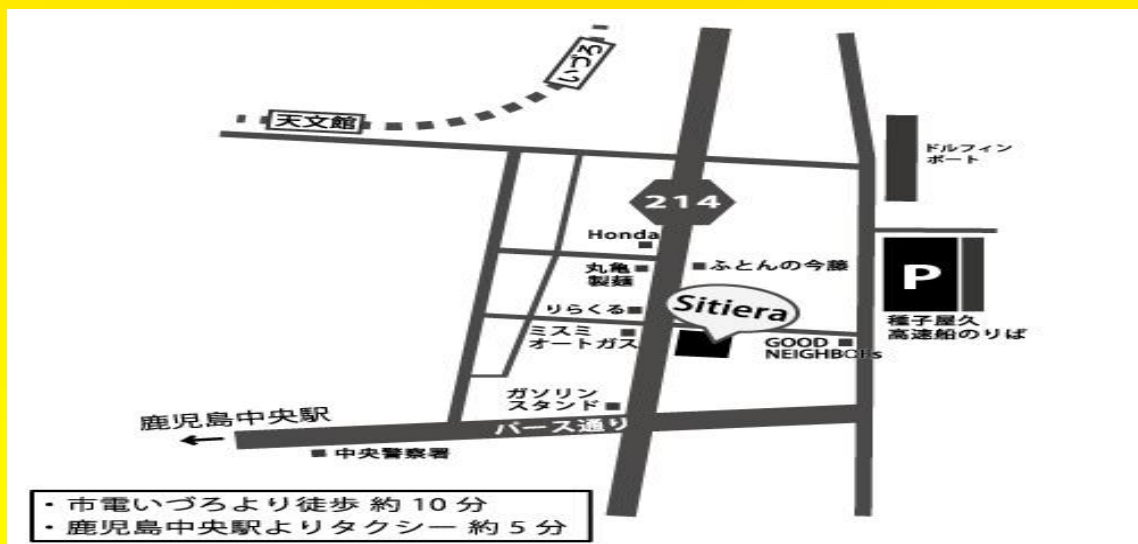 いづろ
天文館
ドルフィン
ポート
214
Honda
丸亀
製麺
ふとんの今藤
P
りらくる
Sitiera
種子屋久
高速船のりば
ミスミ
オートガス
GOOD
NEIGHBORs
ガソリン
スタンド
鹿児島中央駅
パース通り
中央警察署
・市電いづろより徒歩 約 10 分
・鹿児島中央駅よりタクシー 約 5 分